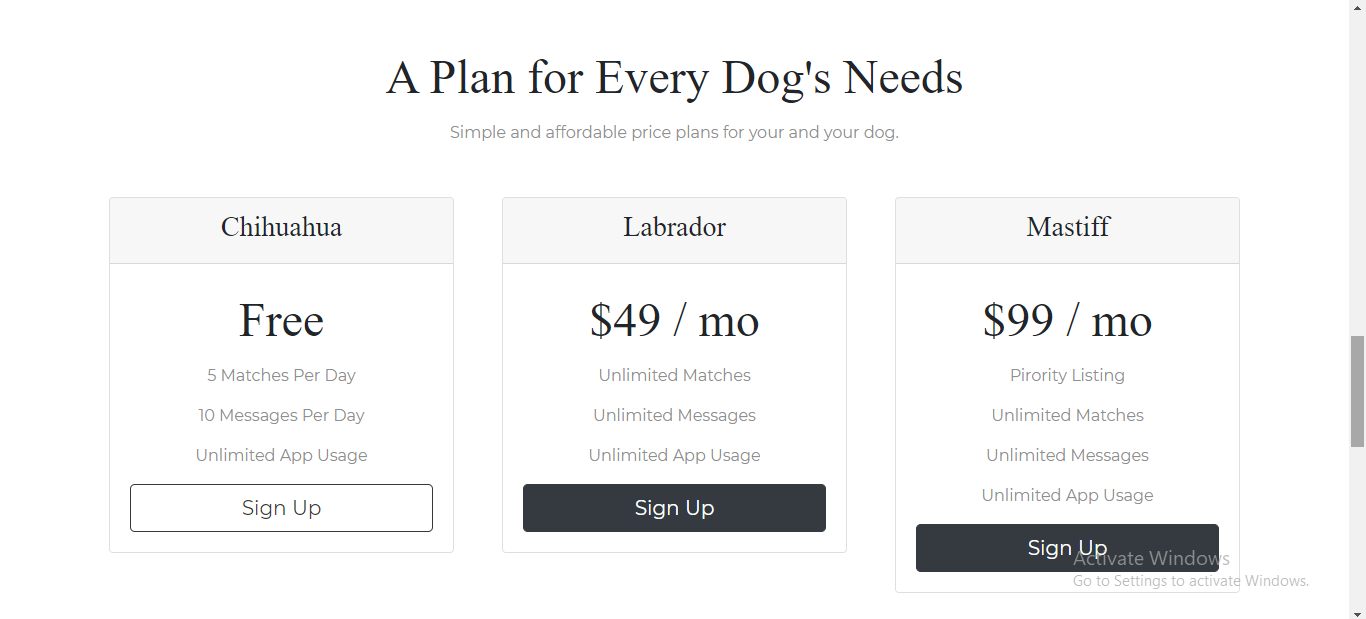 A Plan for Every Dog's Needs
Simple and affordable price plans for your and your dog.
Chihuahua
Free
5 Matches Per Day
10 Messages Per Day
Unlimited App Usage
Sign Up
Labrador
$49 / mo
Unlimited Matches
Unlimited Messages
Unlimited App Usage
Sign Up
Mastiff
$99 / mo
Pirority Listing
Unlimited Matches
Unlimited Messages
Unlimited App Usage
Sign Up
Activate Windows
Go to Settings to activate Windows.